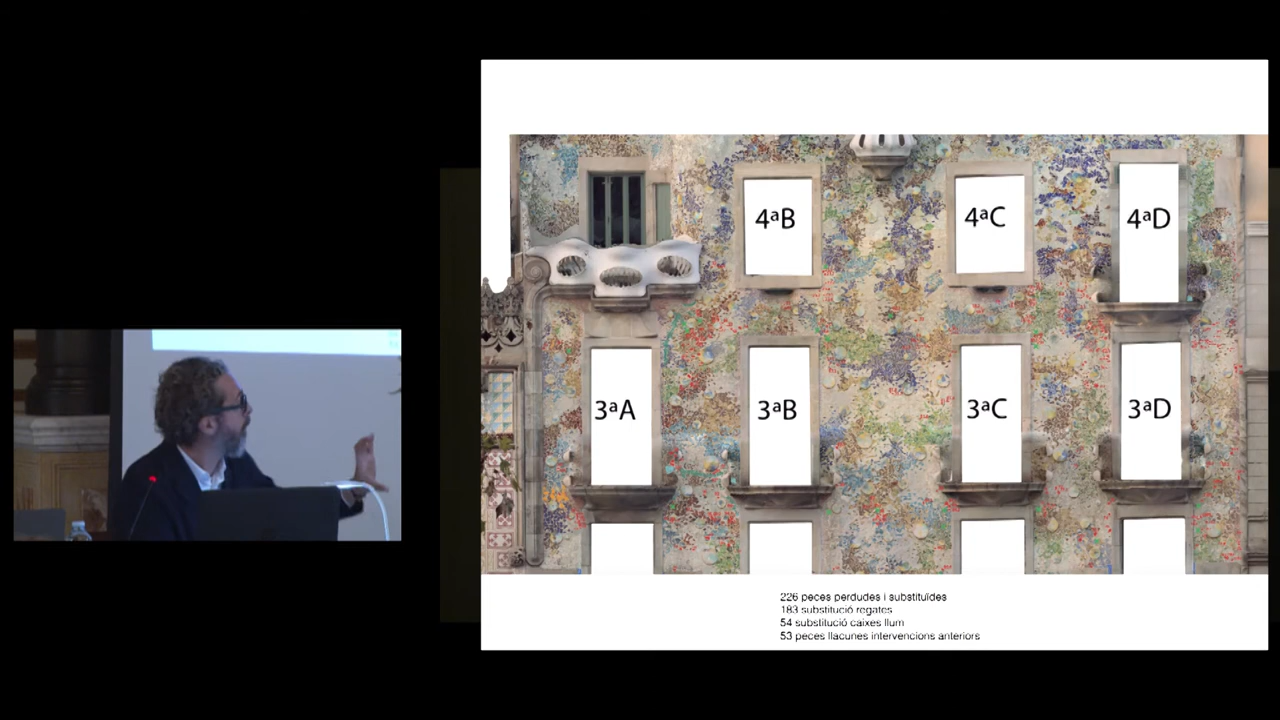 4ªB
4ªC
4ªD
3ªA
3ªB
3ªC
3ªD
226 peces perdudes i substituïdes
183 substitució regates
54 substitució caixes llum
53 peces llacunes intervencions anteriors